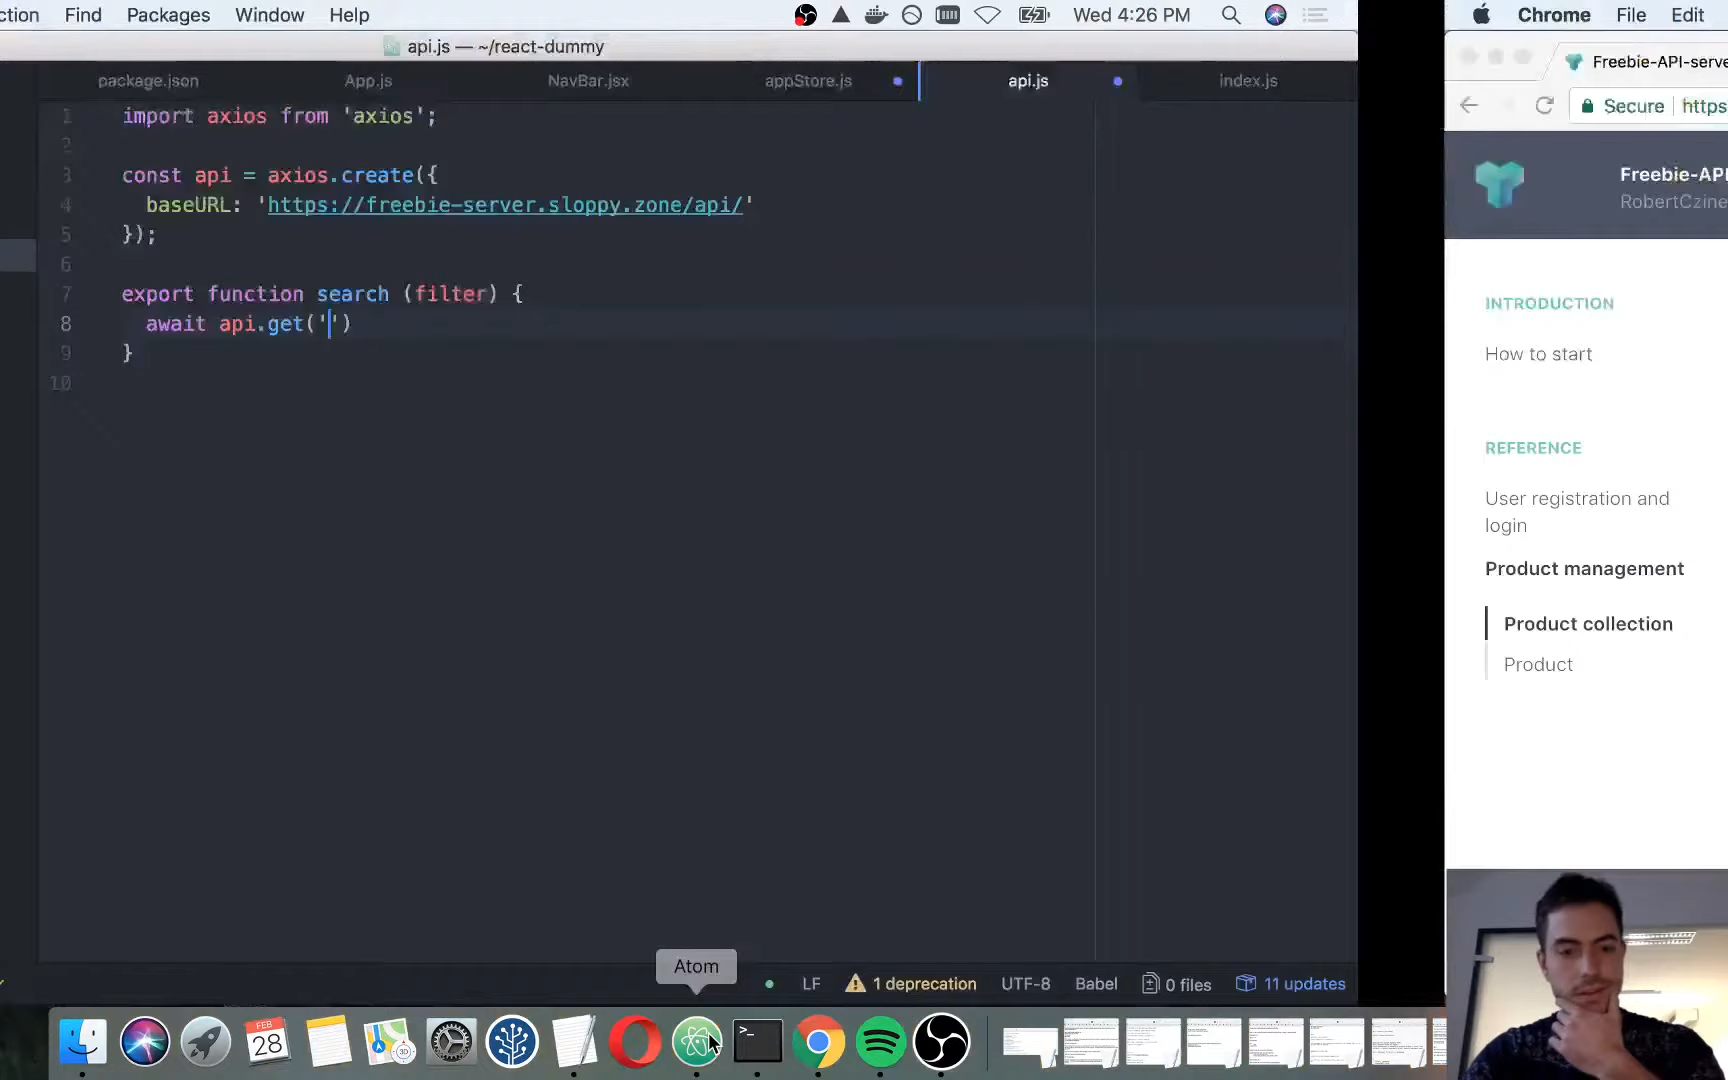 ction Find Packages Window Help Wed 4:26 PM
Chrome File Edit
api.js — ~/react-dummy
package.json App.js NavBar.jsx appStore.js api.js index.js
1 import axios from 'axios';
2
3 const api = axios.create({
4 baseURL: 'https://freebie-server.sloppy.zone/api/'
5 });
6
7 export function search (filter) {
8 await api.get('')
9 }
10
Freebie-API-serve
Secure https
Freebie-API
RobertCzine
INTRODUCTION
How to start
REFERENCE
User registration and
login
Product management
Product collection
Product
Atom
LF 1 deprecation UTF-8 Babel 0 files 11 updates
FEB
28
3D
>_